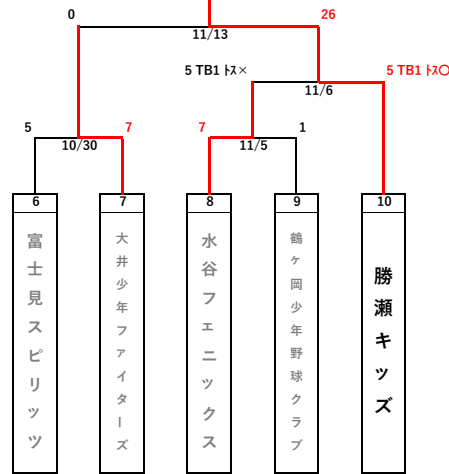 0
26
11/13
5 TB1 ﾄｽ×
5 TB1 ﾄｽ〇
11/6
5
7
7
1
10/30
11/5
6
7
8
9
10
富士見スピリッツ
大井少年ファイターズ
水谷フェニックス
鶴ヶ岡少年野球クラブ
勝瀬キッズ